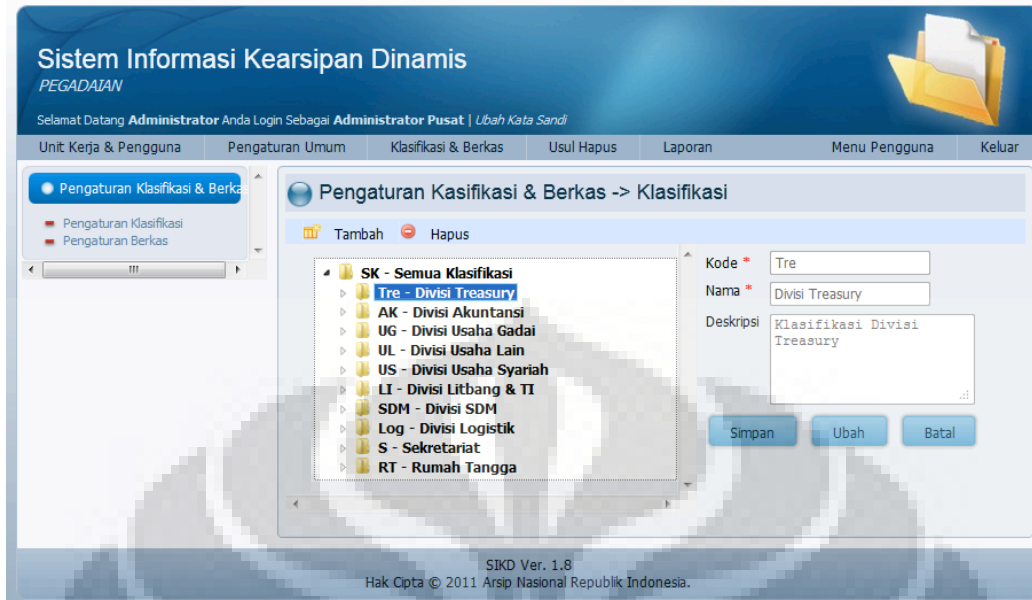 Sistem Informasi Kearsipan Dinamis
PEGADAIAN
Selamat Datang Administrator Anda Login Sebagai Administrator Pusat | Ubah Kata Sandi
Unit Kerja & Pengguna Pengaturan Umum Klasifikasi & Berkas Usul Hapus Laporan Menu Pengguna Keluar
Pengaturan Klasifikasi & Berkas
Pengaturan Klasifikasi
Pengaturan Berkas
Pengaturan Kasifikasi & Berkas -> Klasifikasi
Tambah Hapus
SK - Semua Klasifikasi
Tre - Divisi Treasury
AK - Divisi Akuntansi
UG - Divisi Usaha Gadai
UL - Divisi Usaha Lain
US - Divisi Usaha Syariah
LI - Divisi Litbang & TI
SDM - Divisi SDM
Log - Divisi Logistik
S - Sekretariat
RT - Rumah Tangga
Kode * Tre
Nama * Divisi Treasury
Deskripsi Klasifikasi Divisi
Treasury
Simpan Ubah Batal
SIKD Ver. 1.8
Hak Cipta © 2011 Arsip Nasional Republik Indonesia.